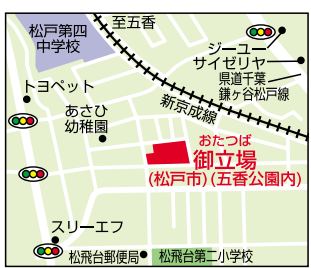 至五香
松戸第四
中学校
ジーユー
サイゼリヤ
県道千葉
鎌ヶ谷松戸線
トヨペット
新京成線
あさひ
幼稚園
おたつば
御立場
(松戸市)(五香公園内)
スリーエフ
松飛台郵便局
松飛台第二小学校